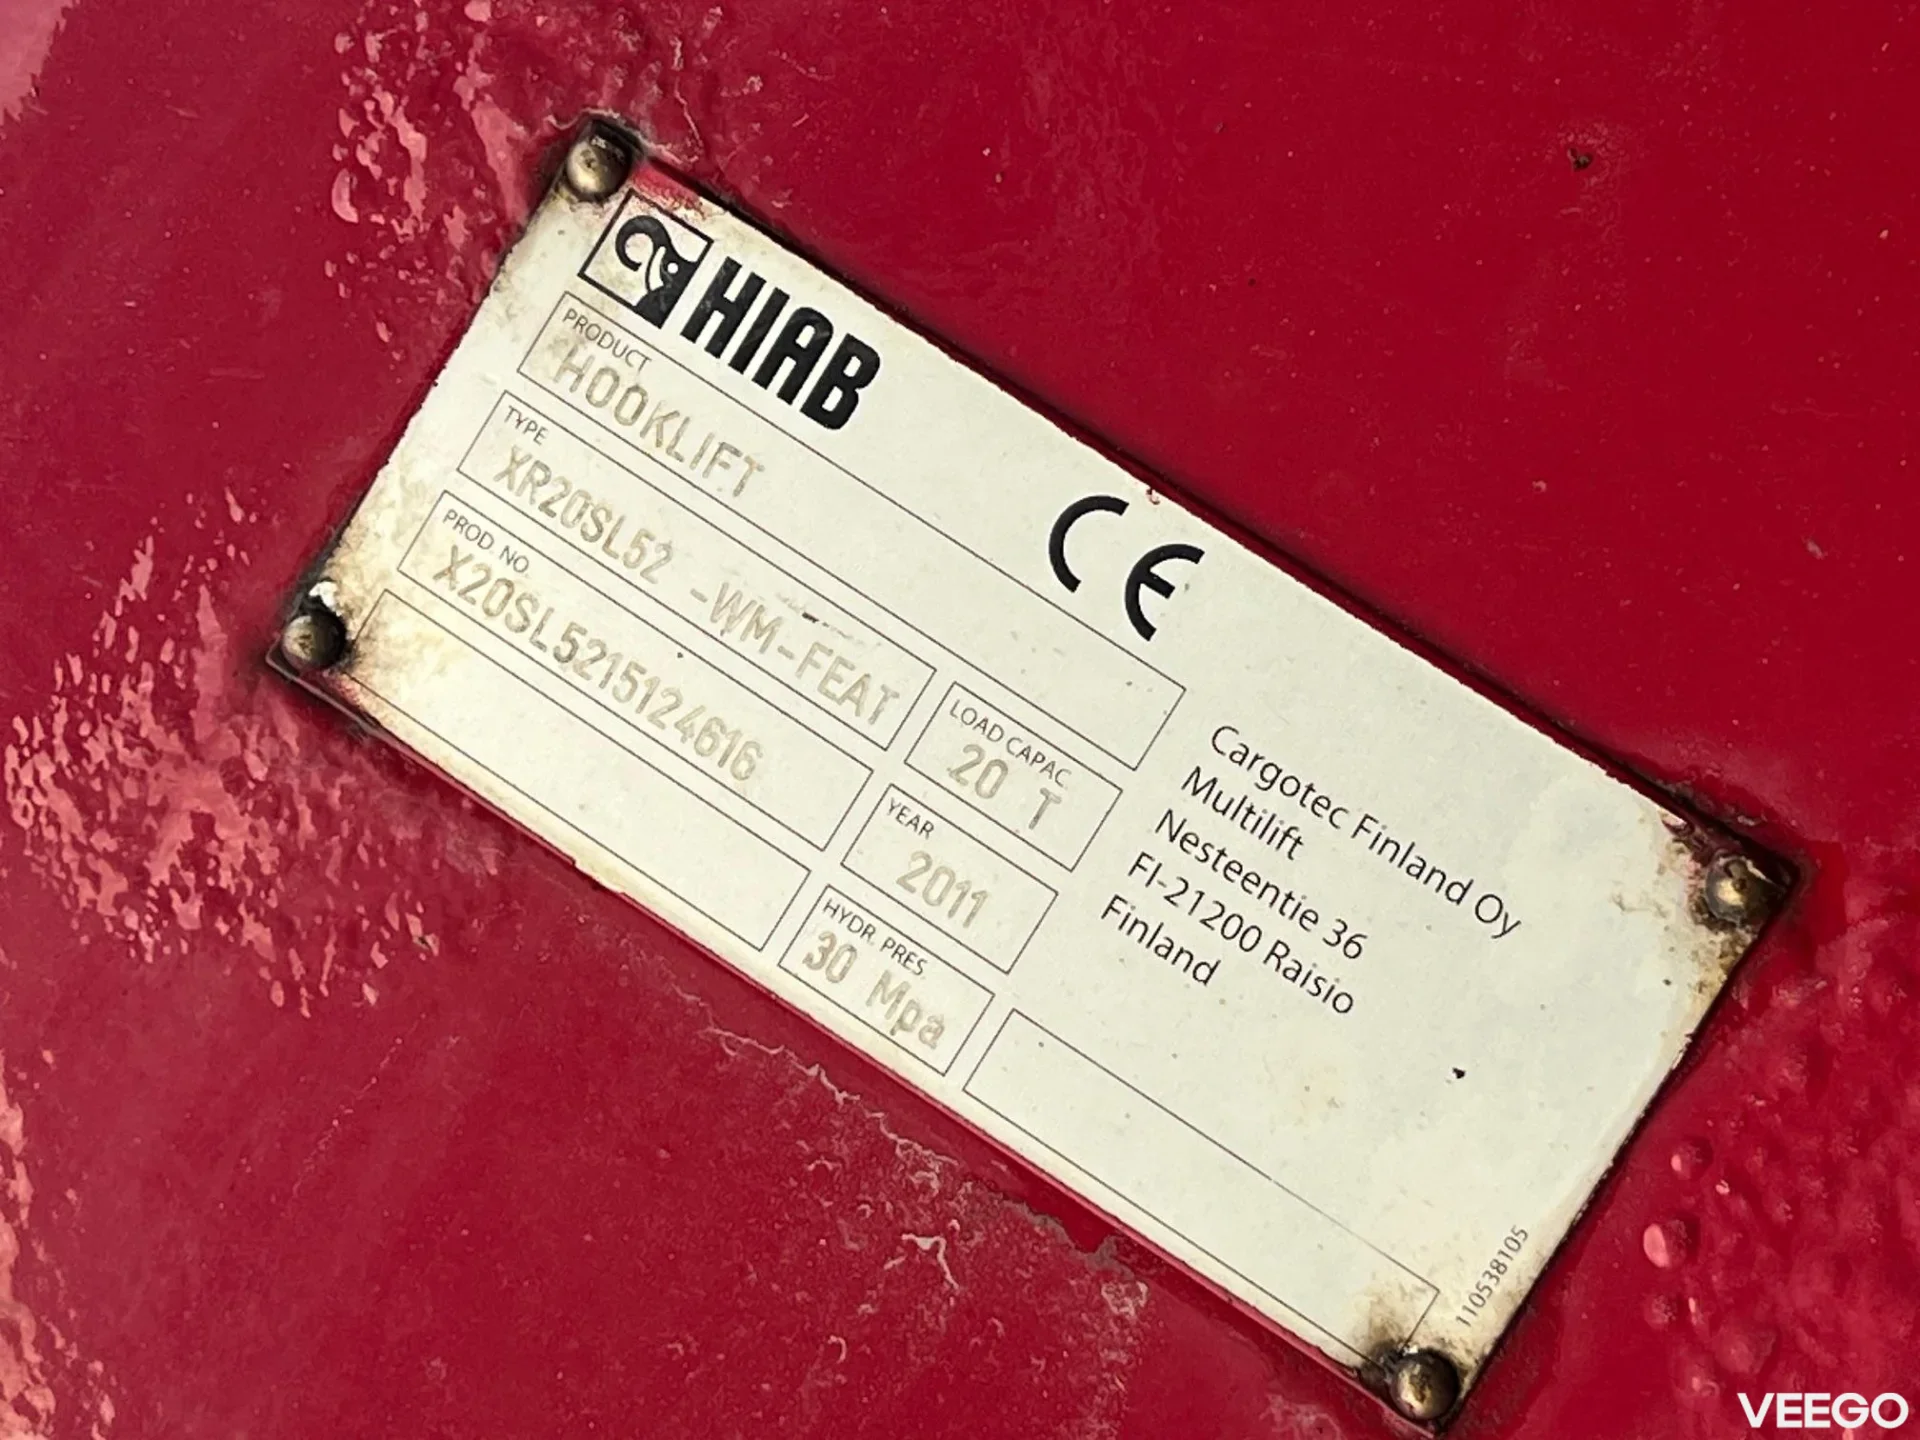 HIAB
CE
PRODUCT
HOOKLIFT
TYPE
XR20SL52 -WM-FEAT
LOAD CAPAC
20 T
PROD. NO
X20SL5215124616
YEAR
2011
HYDR. PRES.
30 Mpa
Cargotec Finland Oy
Multilift
Nesteentie 36
FI-21200 Raisio
Finland
110538105
VEEGO